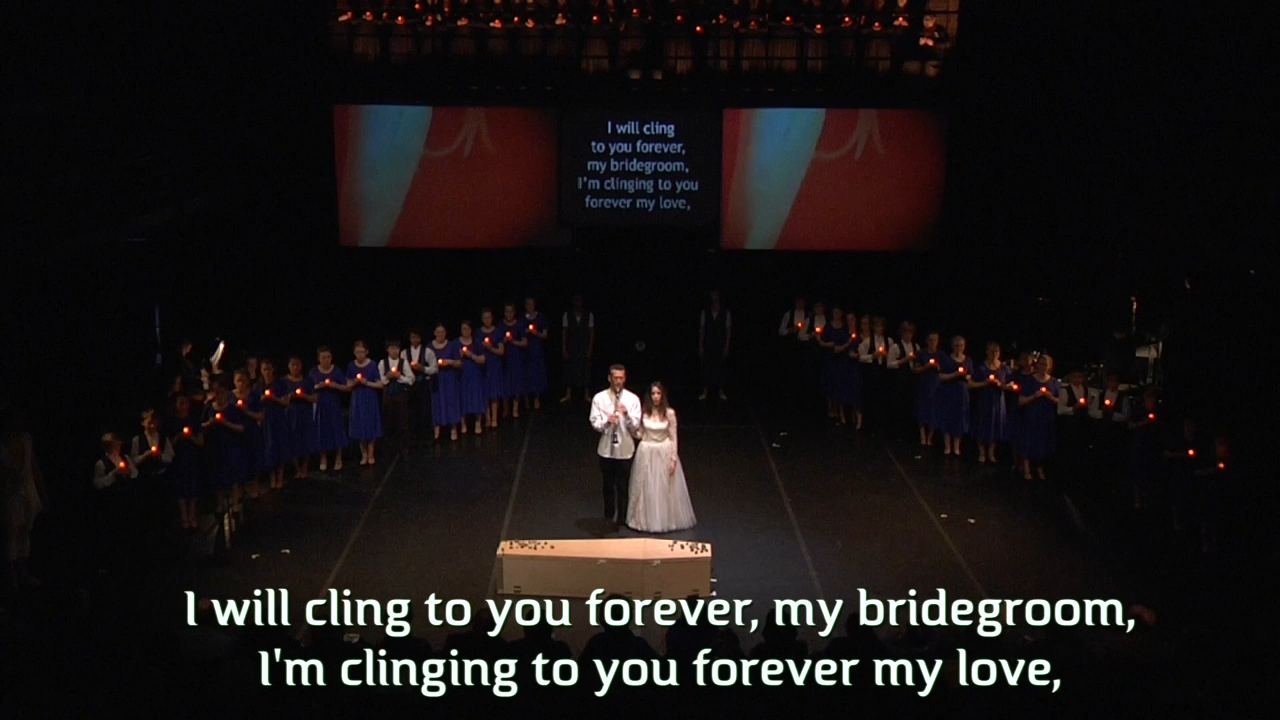 I will cling
to you forever,
my bridegroom,
I'm clinging to you
forever my love,
I will cling to you forever, my bridegroom,
I'm clinging to you forever my love,